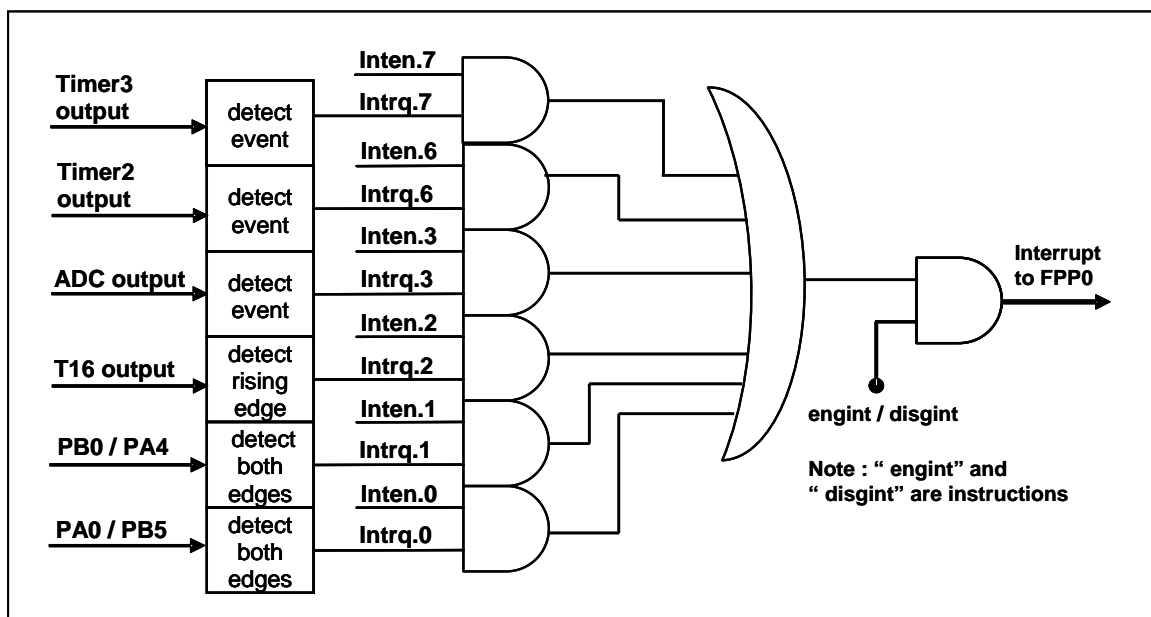 Timer3
output
detect
event
Inten.7
Intrq.7
Timer2
output
detect
event
Inten.6
Intrq.6
ADC output
detect
event
Inten.3
Intrq.3
T16 output
detect
rising
edge
Inten.2
Intrq.2
PB0 / PA4
detect
both
edges
Inten.1
Intrq.1
PA0 / PB5
detect
both
edges
Inten.0
Intrq.0
Interrupt
to FPP0
engint / disgint
Note : “ engint” and
“ disgint” are instructions